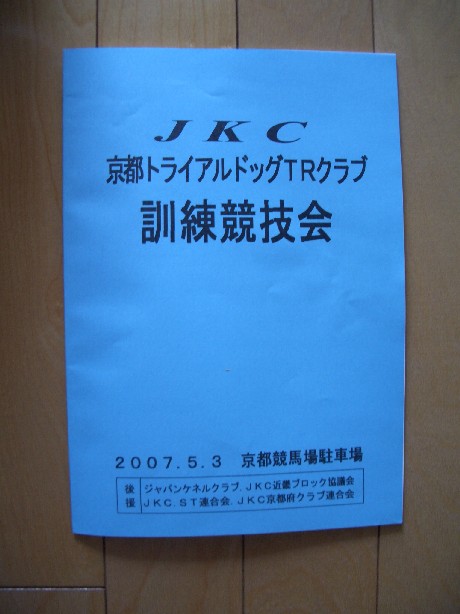 JKC
京都トライアルドッグTRクラブ
訓練競技会
2007.5.3 京都競馬場駐車場
後援 ジャパンケネルクラブ.JKC近畿ブロック協議会
JKC.ST連合会.JKC京都府クラブ連合会